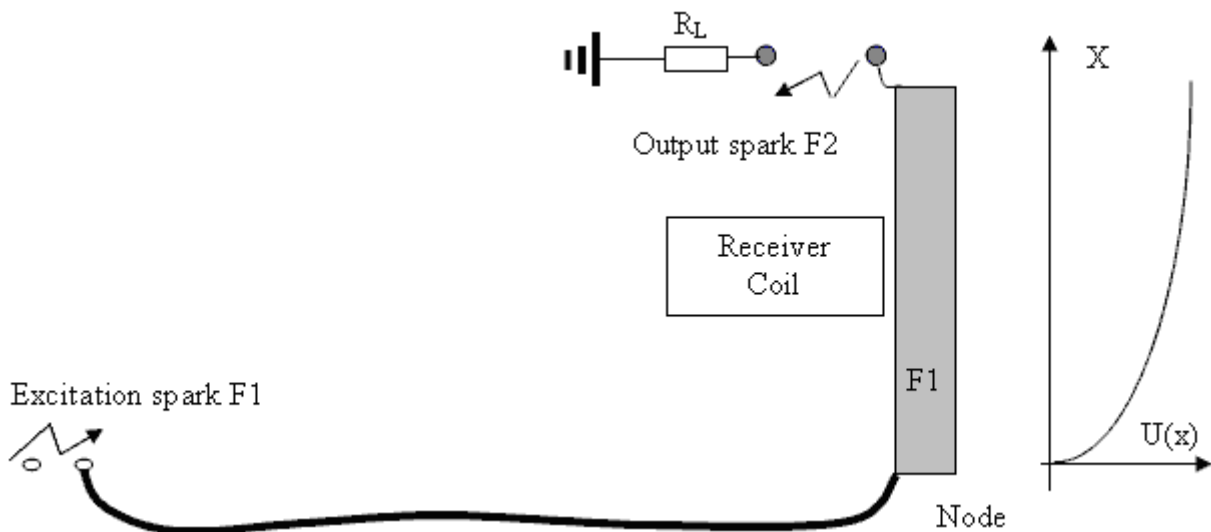 R_L
X
Output spark F2
Receiver
Coil
F1
Excitation spark F1
U(x)
Node